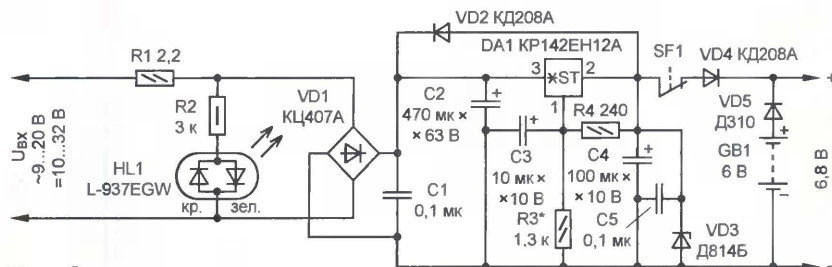 VD2 КД208А
R1 2,2
DA1 КР142ЕН12А
SF1
VD4 КД208А
3
✕ST
2
1
+
R2
3 к
VD1
КЦ407А
C2
470 мк ×
× 63 В
R4 240
VD5
Д310
Uвх
~9...20 В
=10...32 В
HL1
L-937EGW
кр.
зел.
C3
10 мк ×
×10 В
C4
100 мк ×
×10 В
GB1
6 В
6,8 В
C1
0,1 мк
R3*
1,3 к
C5
0,1 мк
VD3
Д814Б